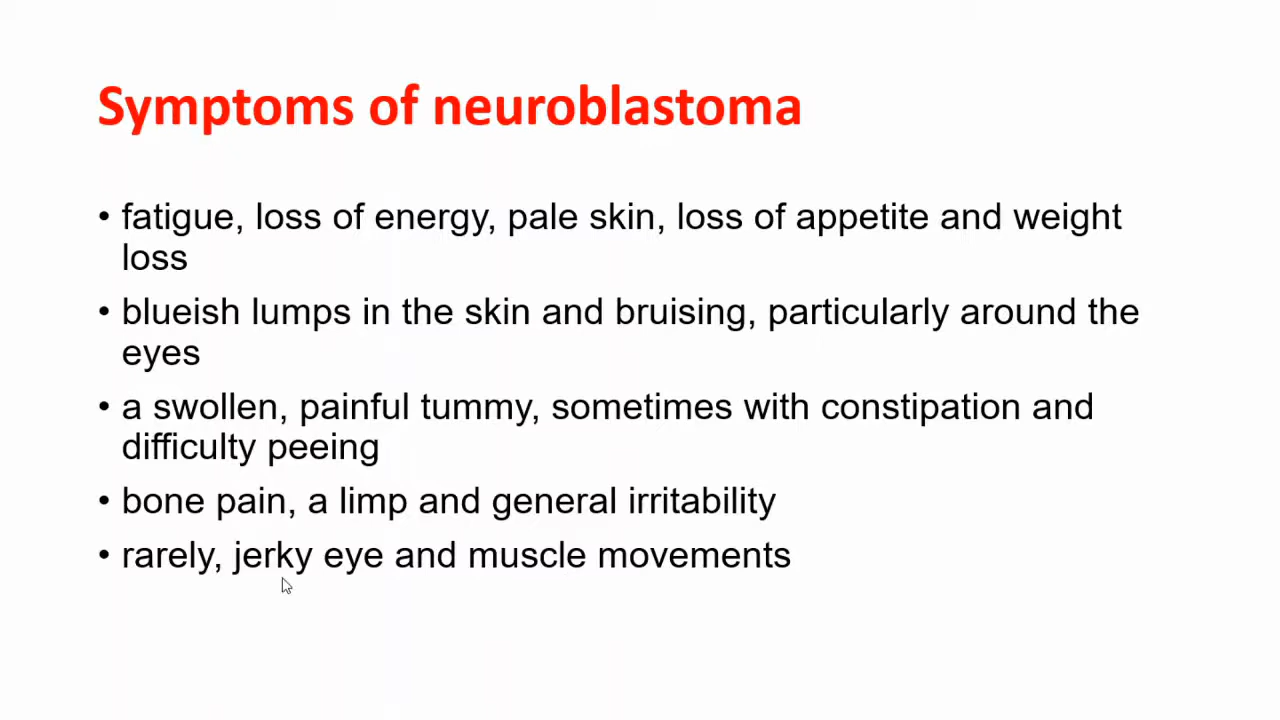 Symptoms of neuroblastoma
• fatigue, loss of energy, pale skin, loss of appetite and weight
loss
• blueish lumps in the skin and bruising, particularly around the
eyes
• a swollen, painful tummy, sometimes with constipation and
difficulty peeing
• bone pain, a limp and general irritability
• rarely, jerky eye and muscle movements